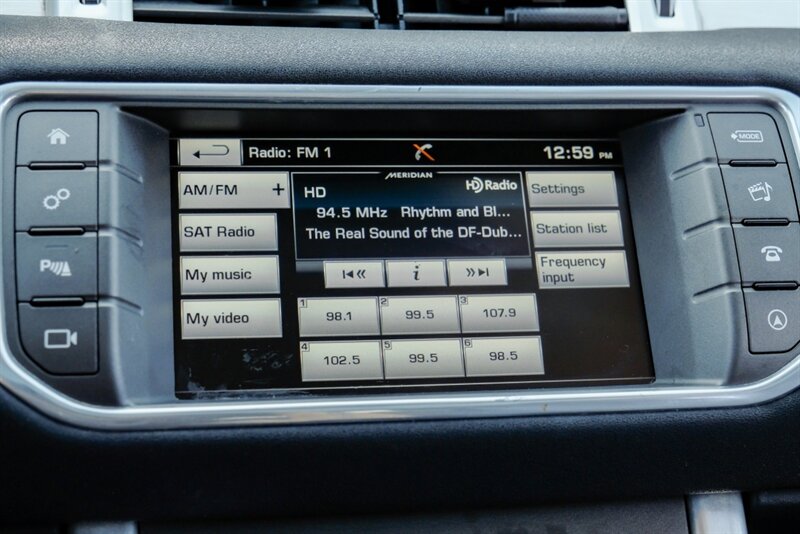 Radio: FM 1
12:59 PM
MERIDIAN
AM/FM +
SAT Radio
My music
My video
HD
HD Radio
94.5 MHz Rhythm and Bl...
The Real Sound of the DF-Dub...
Settings
Station list
Frequency
input
i
1 98.1
2 99.5
3 107.9
4 102.5
5 99.5
6 98.5
MODE
P